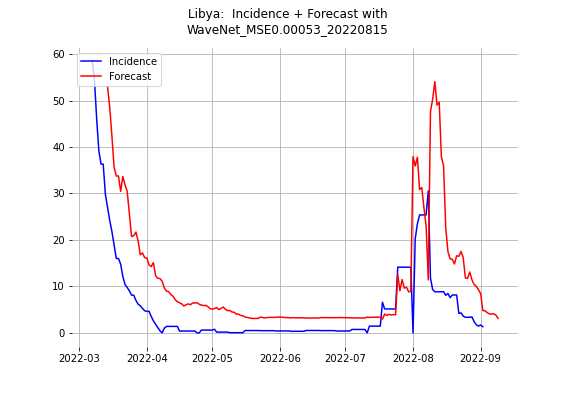 Libya:  Incidence + Forecast with
WaveNet_MSE0.00053_20220815
Incidence
Forecast
60
50
40
30
20
10
0
2022-03 2022-04 2022-05 2022-06 2022-07 2022-08 2022-09